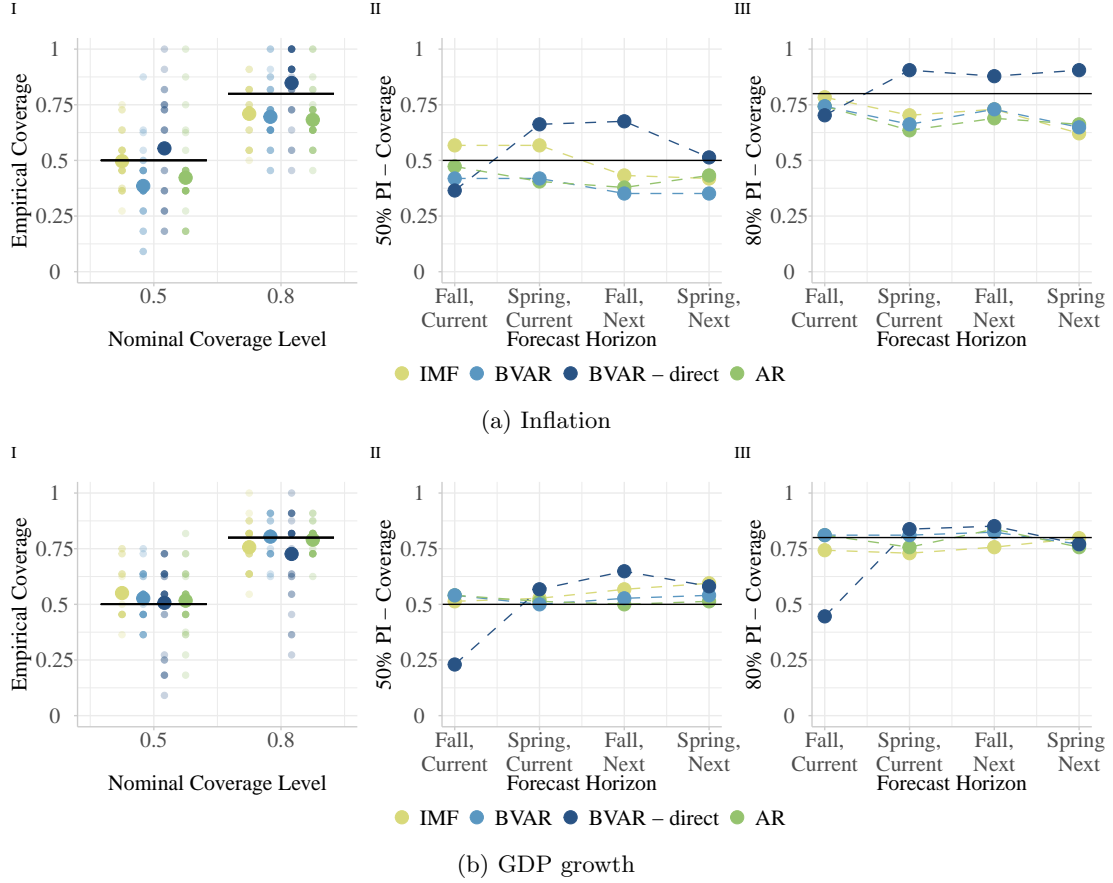 I
II
III
Empirical Coverage
1
0.75
0.5
0.25
0
0.5
0.8
Nominal Coverage Level
50% PI – Coverage
1
0.75
0.5
0.25
0
Fall,
Current
Spring,
Current
Fall,
Next
Spring,
Next
Forecast Horizon
80% PI – Coverage
1
0.75
0.5
0.25
0
Fall,
Current
Spring,
Current
Fall,
Next
Spring
Next
Forecast Horizon
IMF BVAR BVAR – direct AR
(a) Inflation
I
II
III
Empirical Coverage
1
0.75
0.5
0.25
0
0.5
0.8
Nominal Coverage Level
50% PI – Coverage
1
0.75
0.5
0.25
0
Fall,
Current
Spring,
Current
Fall,
Next
Spring,
Next
Forecast Horizon
80% PI – Coverage
1
0.75
0.5
0.25
0
Fall,
Current
Spring,
Current
Fall,
Next
Spring
Next
Forecast Horizon
IMF BVAR BVAR – direct AR
(b) GDP growth